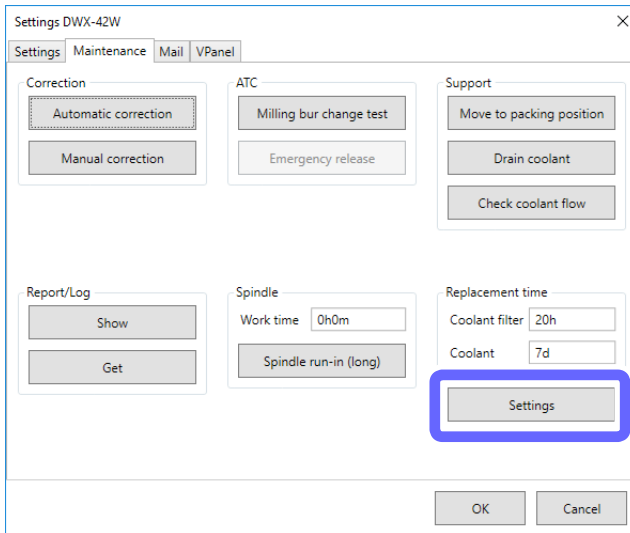 Settings DWX-42W
Settings Maintenance Mail VPanel
Correction
Automatic correction
Manual correction
ATC
Milling bur change test
Emergency release
Support
Move to packing position
Drain coolant
Check coolant flow
Report/Log
Show
Get
Spindle
Work time 0h0m
Spindle run-in (long)
Replacement time
Coolant filter 20h
Coolant 7d
Settings
OK Cancel